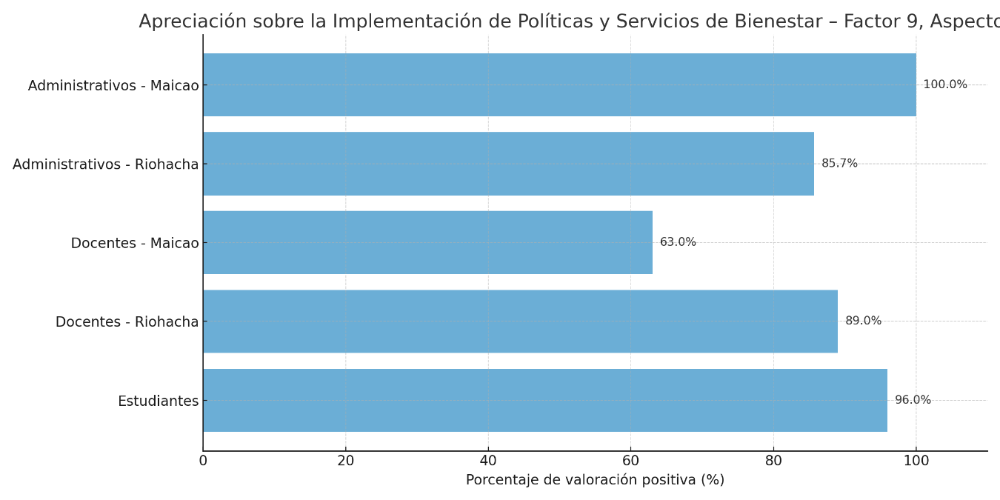 Apreciación sobre la Implementación de Políticas y Servicios de Bienestar – Factor 9, Aspecto
Administrativos - Maicao
100.0%
Administrativos - Riohacha
85.7%
Docentes - Maicao
63.0%
Docentes - Riohacha
89.0%
Estudiantes
96.0%
0 20 40 60 80 100
Porcentaje de valoración positiva (%)